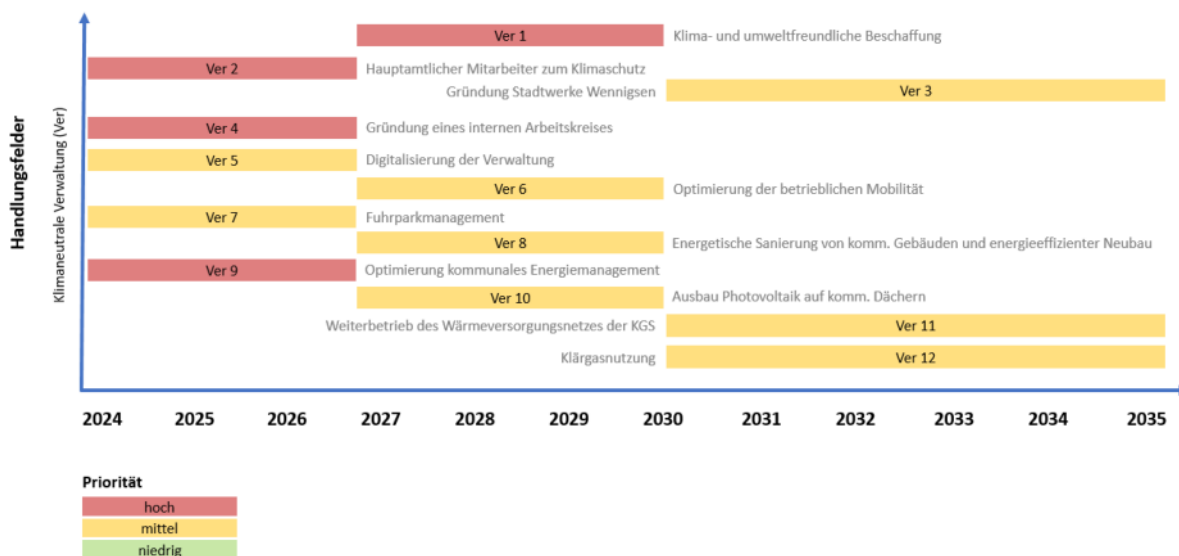 Handlungsfelder
Klimaneutrale Verwaltung (Ver)
Ver 1 Klima- und umweltfreundliche Beschaffung
Ver 2 Hauptamtlicher Mitarbeiter zum Klimaschutz
Gründung Stadtwerke Wennigsen Ver 3
Ver 4 Gründung eines internen Arbeitskreises
Ver 5 Digitalisierung der Verwaltung
Ver 6 Optimierung der betrieblichen Mobilität
Ver 7 Fuhrparkmanagement
Ver 8 Energetische Sanierung von komm. Gebäuden und energieeffizienter Neubau
Ver 9 Optimierung kommunales Energiemanagement
Ver 10 Ausbau Photovoltaik auf komm. Dächern
Weiterbetrieb des Wärmeversorgungsnetzes der KGS Ver 11
Klärgasnutzung Ver 12
2024 2025 2026 2027 2028 2029 2030 2031 2032 2033 2034 2035
Priorität
hoch
mittel
niedrig